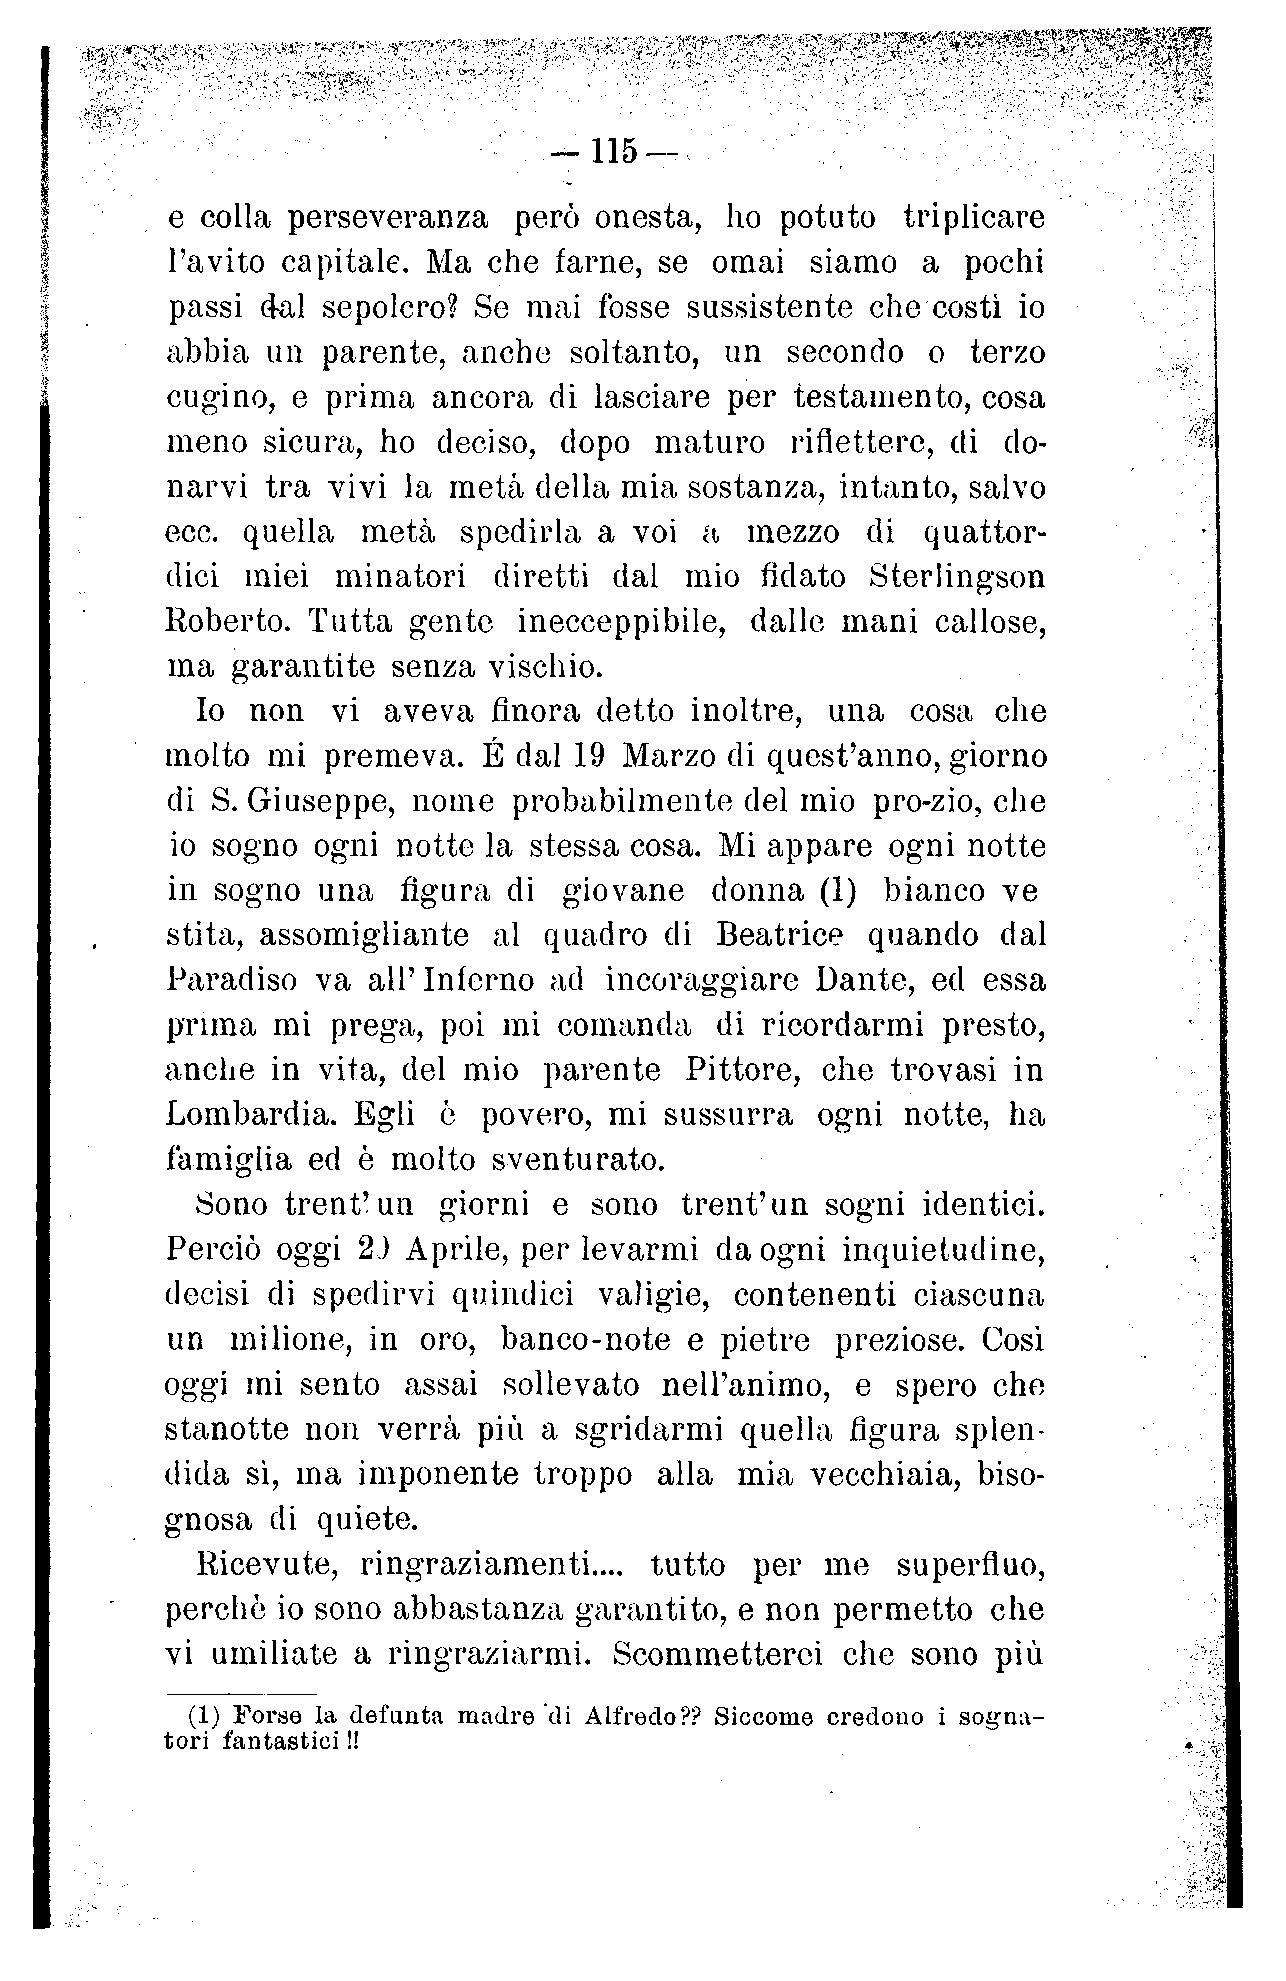 — 115 —
e colla perseveranza però onesta, ho potuto triplicare
l'avito capitale. Ma che farne, se omai siamo a pochi
passi dal sepolcro? Se mai fosse sussistente che costì io
abbia un parente, anche soltanto, un secondo o terzo
cugino, e prima ancora di lasciare per testamento, cosa
meno sicura, ho deciso, dopo maturo riflettere, di do-
narvi tra vivi la metà della mia sostanza, intanto, salvo
ecc. quella metà spedirla a voi a mezzo di quattor-
dici miei minatori diretti dal mio fidato Sterlingson
Roberto. Tutta gente inecceppibile, dalle mani callose,
ma garantite senza vischio.
Io non vi aveva finora detto inoltre, una cosa che
molto mi premeva. É dal 19 Marzo di quest'anno, giorno
di S. Giuseppe, nome probabilmente del mio pro-zio, che
io sogno ogni notte la stessa cosa. Mi appare ogni notte
in sogno una figura di giovane donna (1) bianco ve
stita, assomigliante al quadro di Beatrice quando dal
Paradiso va all' Inferno ad incoraggiare Dante, ed essa
prima mi prega, poi mi comanda di ricordarmi presto,
anche in vita, del mio parente Pittore, che trovasi in
Lombardia. Egli è povero, mi sussurra ogni notte, ha
famiglia ed è molto sventurato.
Sono trent' un giorni e sono trent'un sogni identici.
Perciò oggi 20 Aprile, per levarmi da ogni inquietudine,
decisi di spedirvi quindici valigie, contenenti ciascuna
un milione, in oro, banco-note e pietre preziose. Così
oggi mi sento assai sollevato nell'animo, e spero che
stanotte non verrà più a sgridarmi quella figura splen-
dida sì, ma imponente troppo alla mia vecchiaia, biso-
gnosa di quiete.
Ricevute, ringraziamenti.... tutto per me superfluo,
perchè io sono abbastanza garantito, e non permetto che
vi umiliate a ringraziarmi. Scommetterei che sono più
(1) Forse la defunta madre di Alfredo?? Siccome credono i sogna-
tori fantastici !!